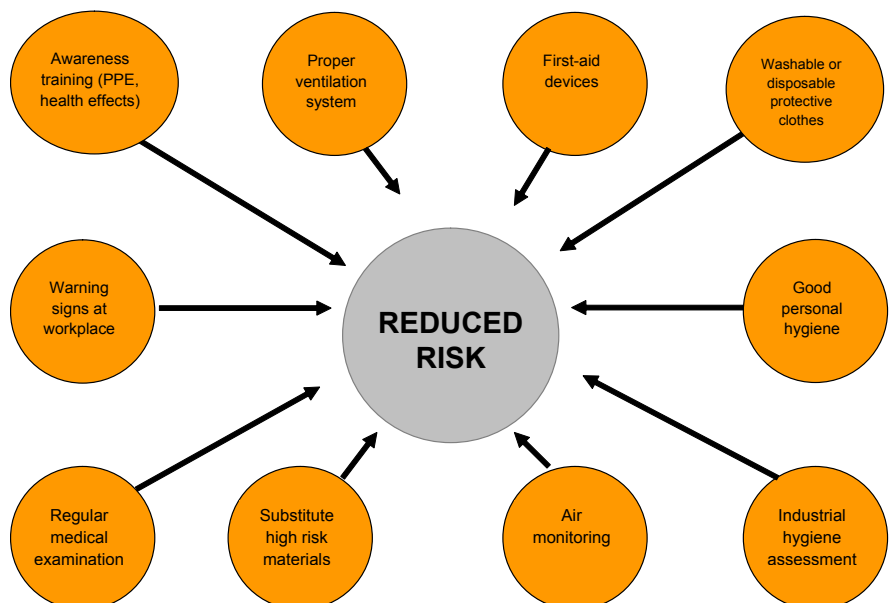 Awareness
training (PPE,
health effects)
Proper
ventilation
system
First-aid
devices
Washable or
disposable
protective
clothes
Warning
signs at
workplace
REDUCED
RISK
Good
personal
hygiene
Regular
medical
examination
Substitute
high risk
materials
Air
monitoring
Industrial
hygiene
assessment